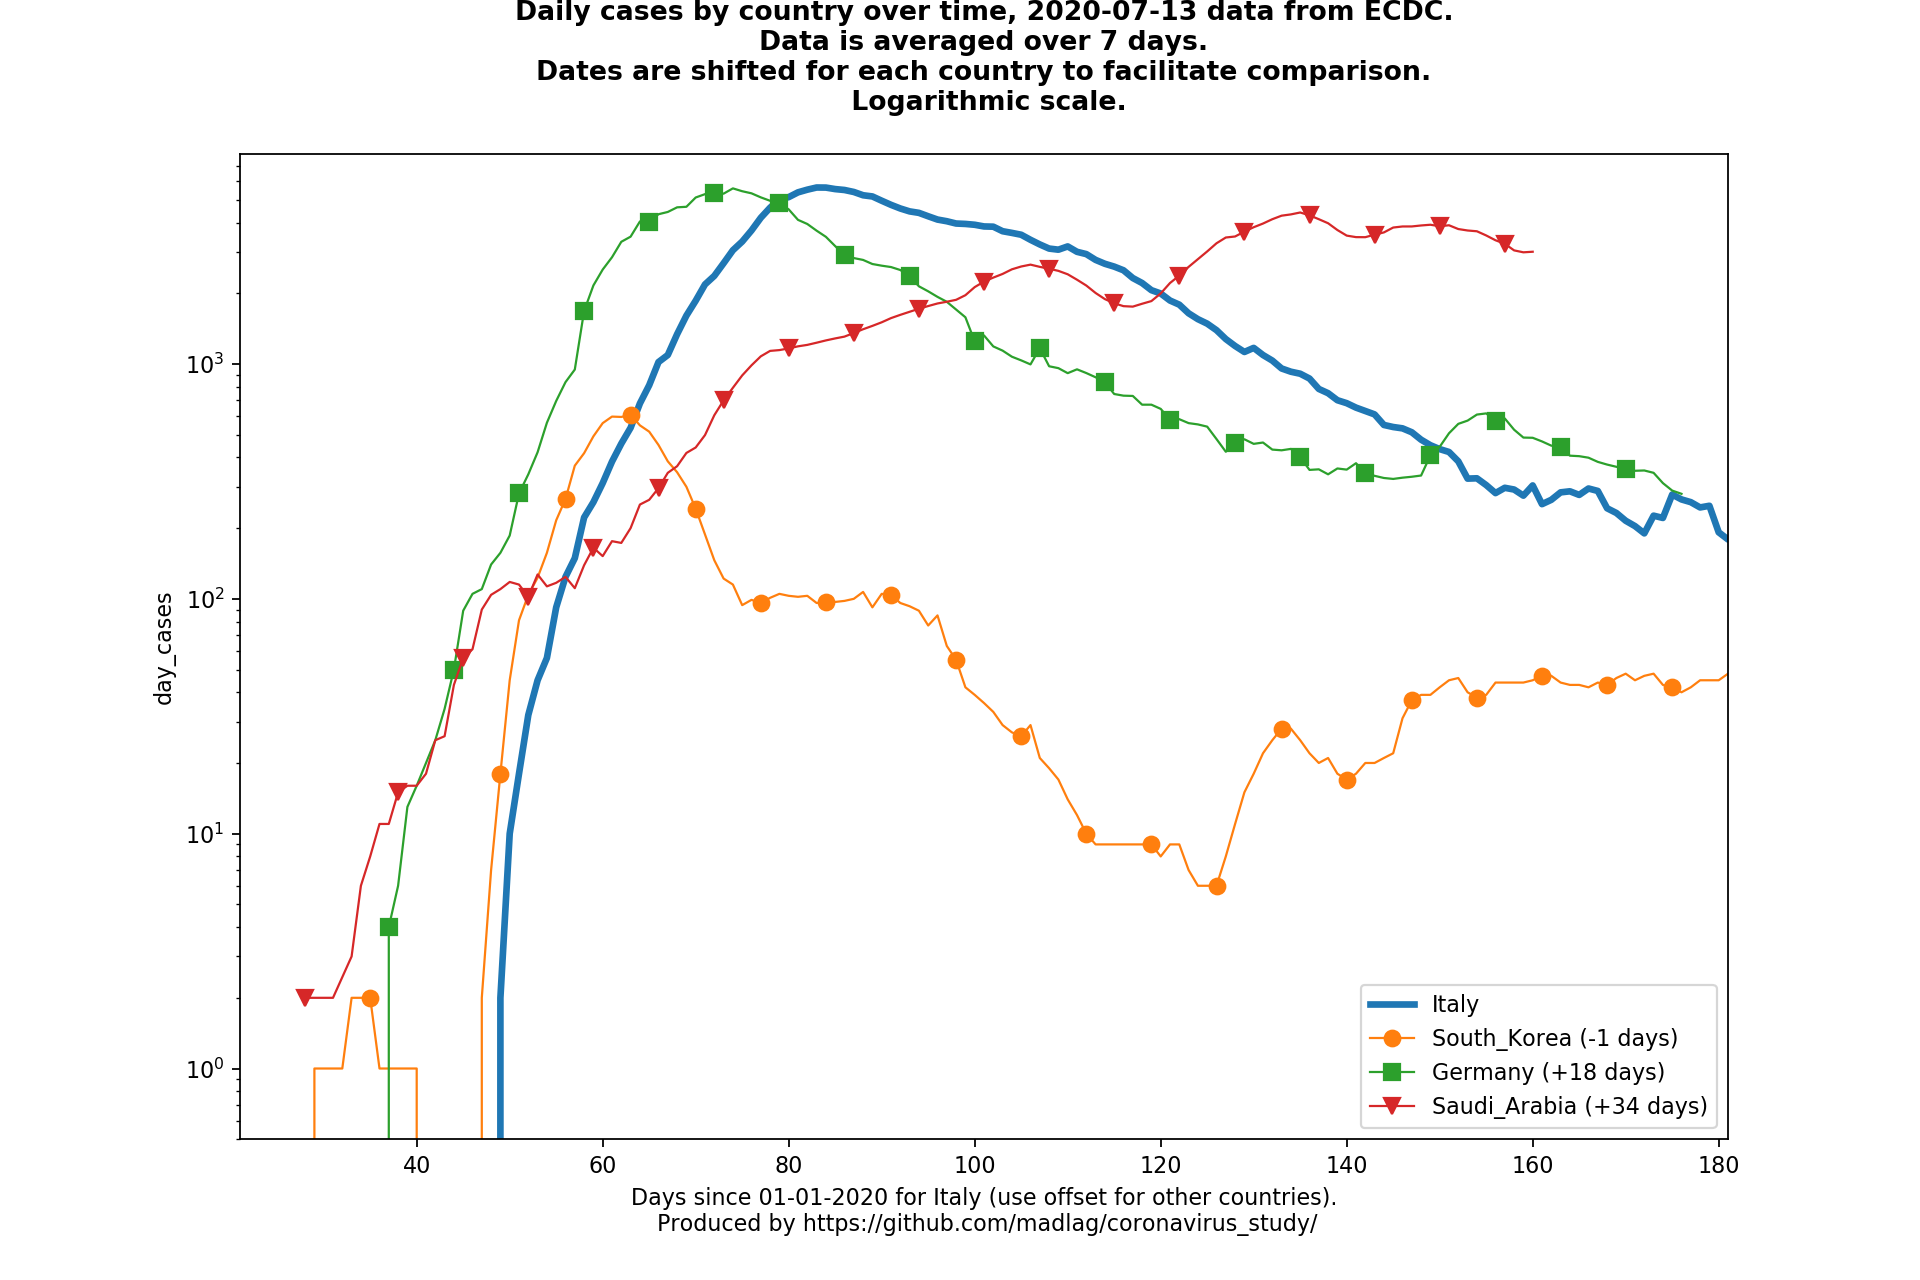 Daily cases by country over time, 2020-07-13 data from ECDC.
Data is averaged over 7 days.
Dates are shifted for each country to facilitate comparison.
Logarithmic scale.
day_cases
10³
10²
10¹
10⁰
40 60 80 100 120 140 160 180
Italy
South_Korea (-1 days)
Germany (+18 days)
Saudi_Arabia (+34 days)
Days since 01-01-2020 for Italy (use offset for other countries).
Produced by https://github.com/madlag/coronavirus_study/